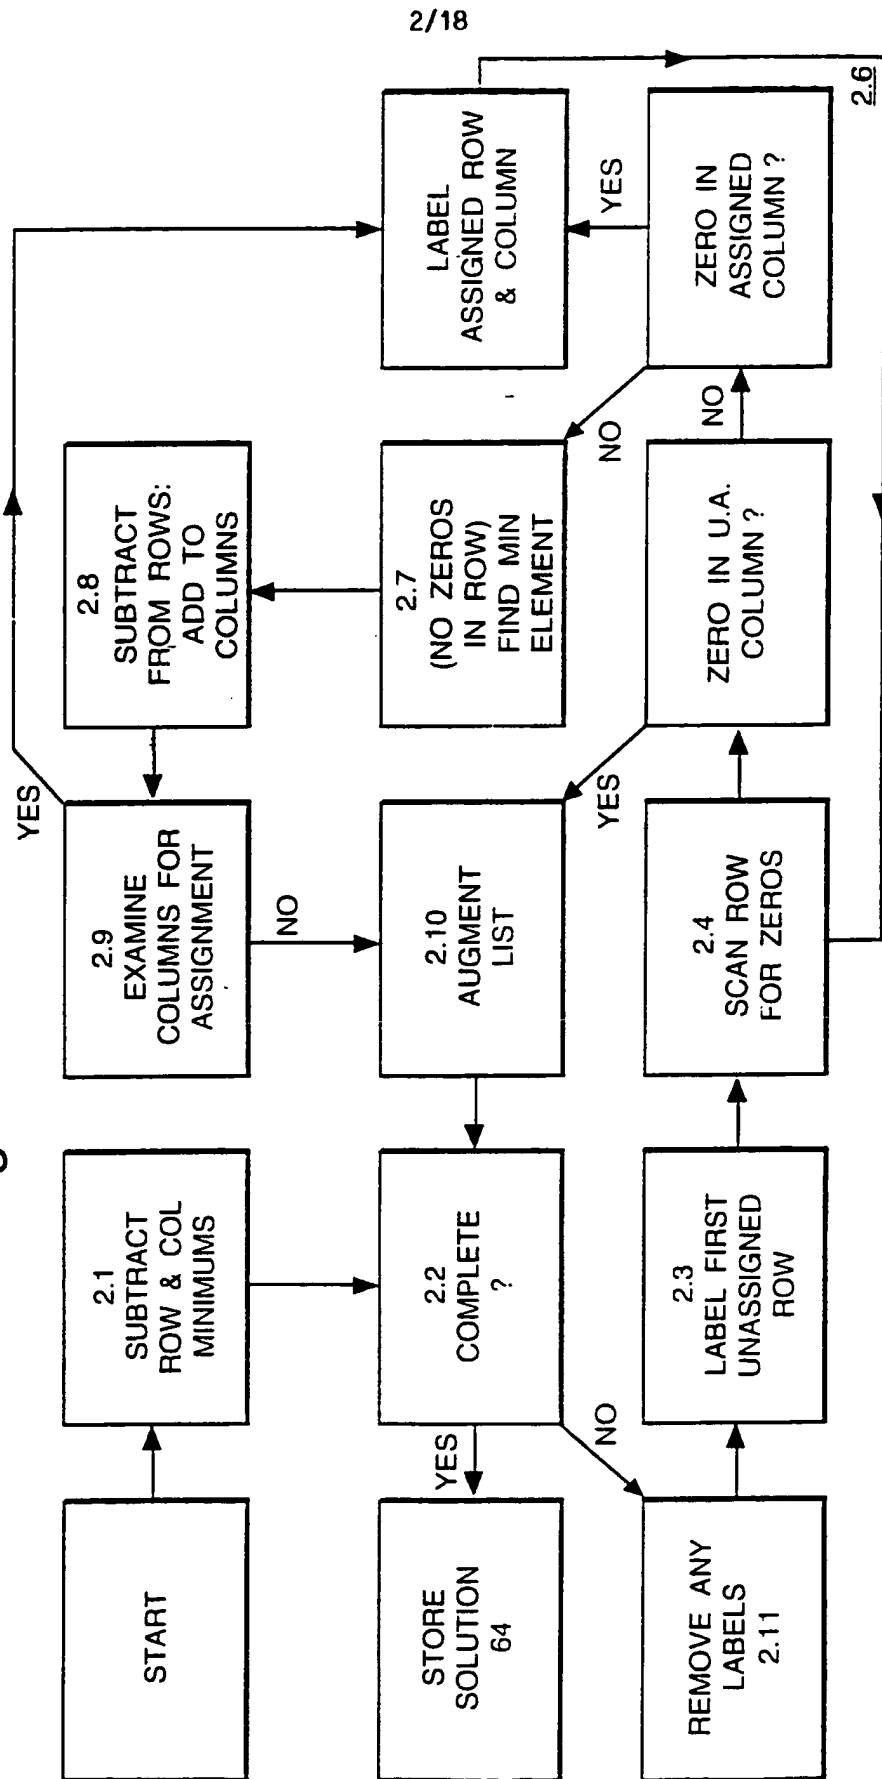 2/18
START
2.1
SUBTRACT
ROW & COL
MINIMUMS
2.9
EXAMINE
COLUMNS FOR
ASSIGNMENT
YES
NO
2.8
SUBTRACT
FROM ROWS:
ADD TO
COLUMNS
STORE
SOLUTION
64
YES
2.2
COMPLETE
?
NO
2.10
AUGMENT
LIST
YES
2.7
(NO ZEROS
IN ROW)
FIND MIN
ELEMENT
NO
LABEL
ASSIGNED ROW
& COLUMN
YES
REMOVE ANY
LABELS
2.11
2.3
LABEL FIRST
UNASSIGNED
ROW
2.4
SCAN ROW
FOR ZEROS
ZERO IN U.A.
COLUMN ?
NO
ZERO IN
ASSIGNED
COLUMN ?
2.6